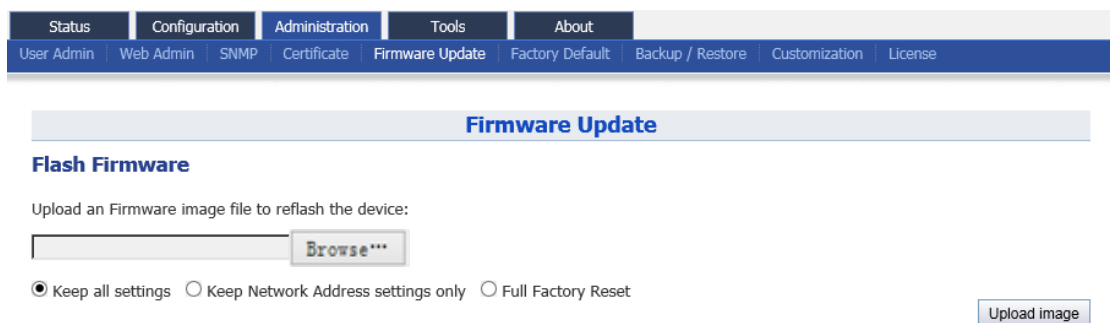 Status Configuration Administration Tools About
User Admin Web Admin SNMP Certificate Firmware Update Factory Default Backup / Restore Customization License
Firmware Update
Flash Firmware
Upload an Firmware image file to reflash the device:
Browse...
Keep all settings Keep Network Address settings only Full Factory Reset
Upload image